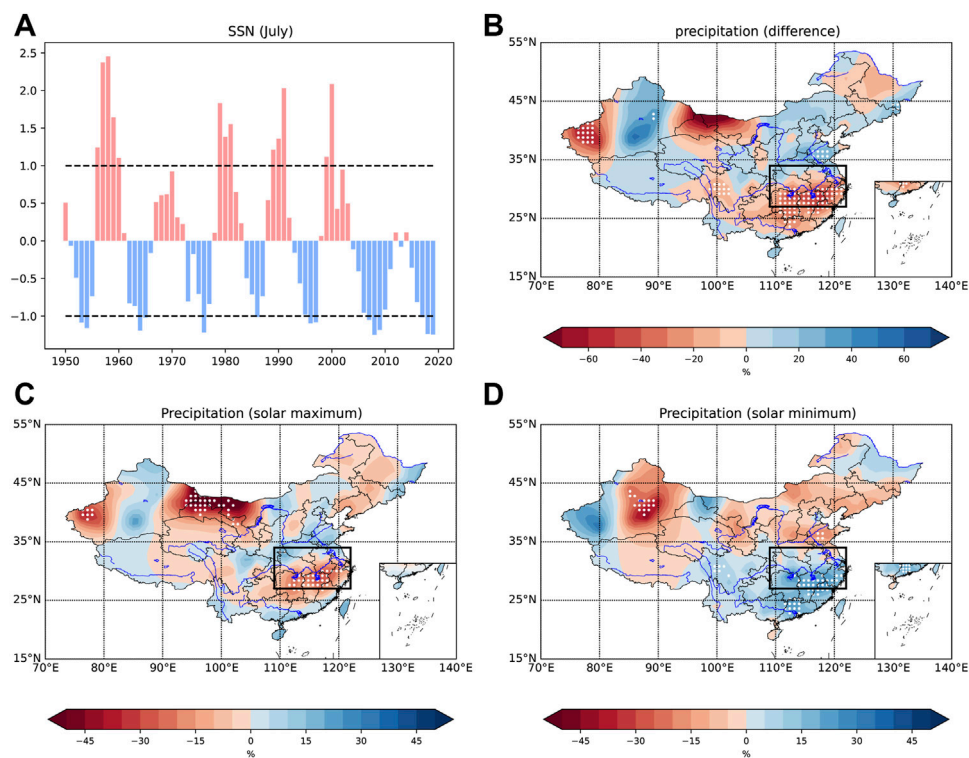 A
SSN (July)
2.5
2.0
1.5
1.0
0.5
0.0
−0.5
−1.0
1950 1960 1970 1980 1990 2000 2010 2020
B
precipitation (difference)
55°N
45°N
35°N
25°N
15°N
70°E 80°E 90°E 100°E 110°E 120°E 130°E 140°E
−60 −40 −20 0 20 40 60
%
C
Precipitation (solar maximum)
55°N
45°N
35°N
25°N
15°N
70°E 80°E 90°E 100°E 110°E 120°E 130°E 140°E
−45 −30 −15 0 15 30 45
%
D
Precipitation (solar minimum)
55°N
45°N
35°N
25°N
15°N
70°E 80°E 90°E 100°E 110°E 120°E 130°E 140°E
−45 −30 −15 0 15 30 45
%